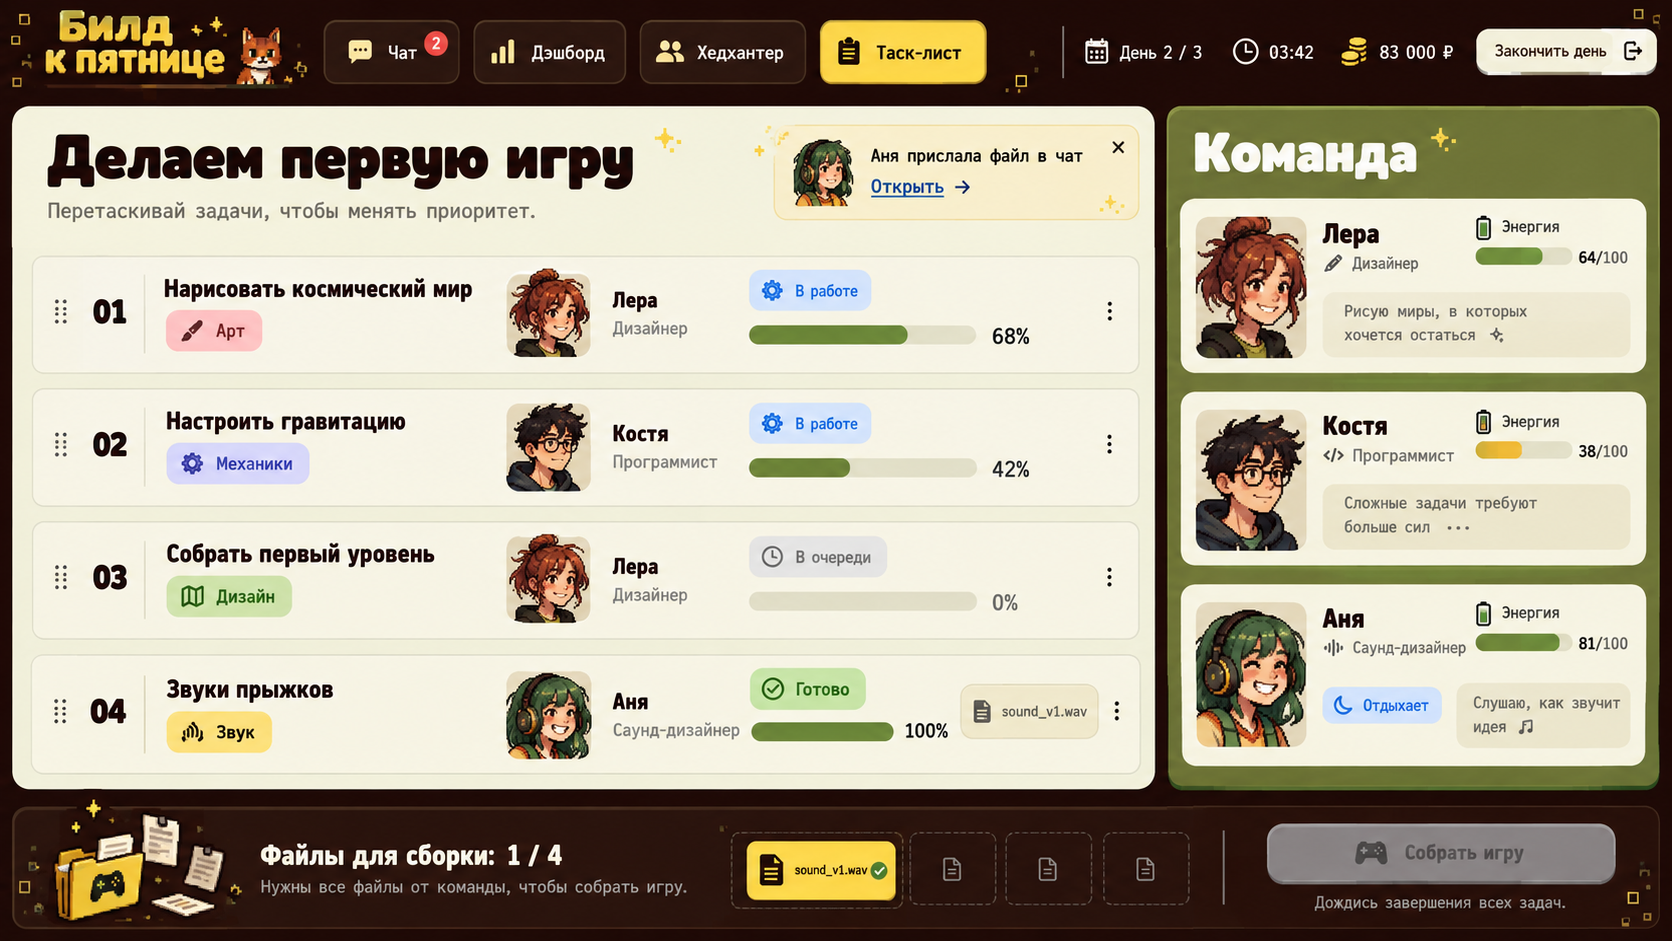 Билд
к пятнице
Чат 2
Дэшборд
Хедхантер
Таск-лист
День 2 / 3
03:42
83 000 ₽
Закончить день
Делаем первую игру
Перетаскивай задачи, чтобы менять приоритет.
Аня прислала файл в чат
Открыть →
01
Нарисовать космический мир
Арт
Лера
Дизайнер
В работе
68%
02
Настроить гравитацию
Механики
Костя
Программист
В работе
42%
03
Собрать первый уровень
Дизайн
Лера
Дизайнер
В очереди
0%
04
Звуки прыжков
Звук
Аня
Саунд-дизайнер
Готово
100%
sound_v1.wav
Команда
Лера
Дизайнер
Энергия
64/100
Рисую миры, в которых
хочется остаться
Костя
Программист
Энергия
38/100
Сложные задачи требуют
больше сил ...
Аня
Саунд-дизайнер
Энергия
81/100
Отдыхает
Слушаю, как звучит
идея
Файлы для сборки: 1 / 4
Нужны все файлы от команды, чтобы собрать игру.
sound_v1.wav
Собрать игру
Дождись завершения всех задач.